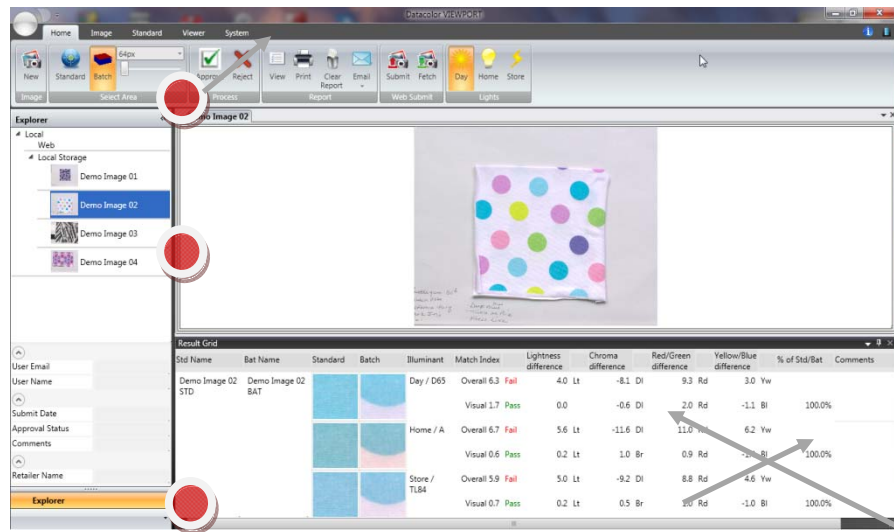 Datacolor VIEWPORT
Home Image Standard Viewer System
64px
New Standard Batch Approve Reject View Print Clear Report Email Submit Fetch Day Home Store
Image Select Area Process Report Web Submit Lights
Explorer
Demo Image 02
Local
Web
Local Storage
Demo Image 01
Demo Image 02
Demo Image 03
Demo Image 04
User Email
User Name
Submit Date
Approval Status
Comments
Retailer Name
Explorer
Result Grid
Std Name Bat Name Standard Batch Illuminant Match Index Lightness difference Chroma difference Red/Green difference Yellow/Blue difference % of Std/Bat Comments
Demo Image 02 STD Demo Image 02 BAT Day / D65 Overall 6.3 Fail 4.0 Lt -8.1 Dl 9.3 Rd 3.0 Yw
Visual 1.7 Pass 0.0 -0.6 Dl 2.0 Rd -1.1 Bl 100.0%
Home / A Overall 6.7 Fail 5.6 Lt -11.6 Dl 11.0 6.2 Yw
Visual 0.6 Pass 0.2 Lt 1.0 Br 0.9 Rd Bl 100.0%
Store / TL84 Overall 5.9 Fail 5.0 Lt -9.2 Dl 8.8 Rd 4.6 Yw
Visual 0.7 Pass 0.2 Lt 0.5 Br Rd -1.0 Bl 100.0%